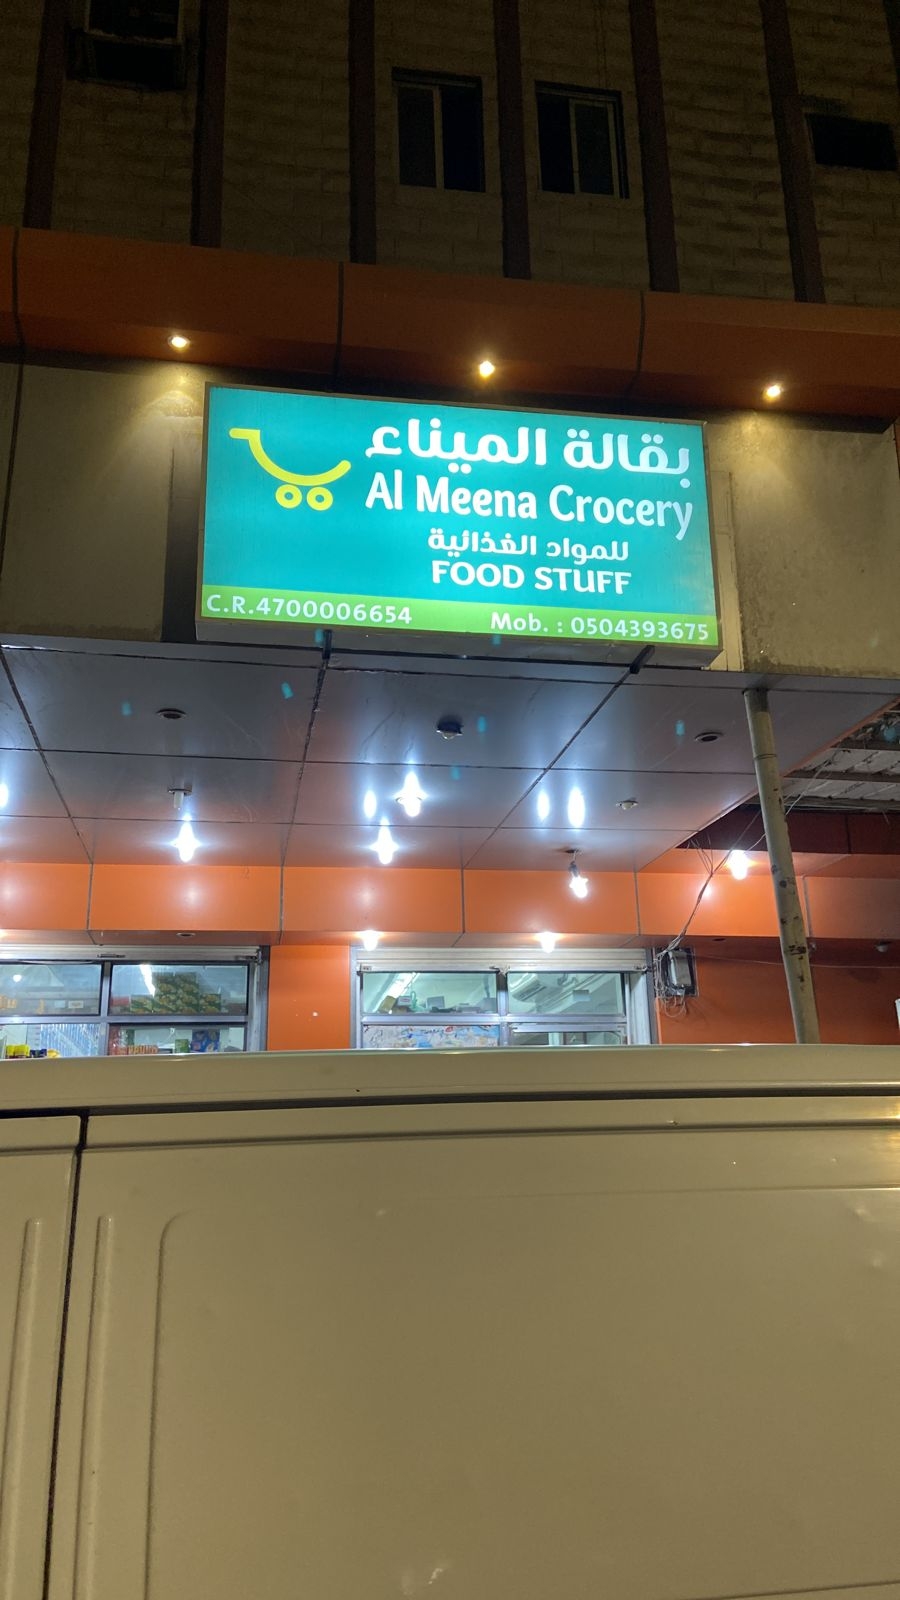 بقالة الميناء
Al Meena Crocery
للمواد الغذائية
FOOD STUFF
C.R.4700006654 Mob. : 0504393675